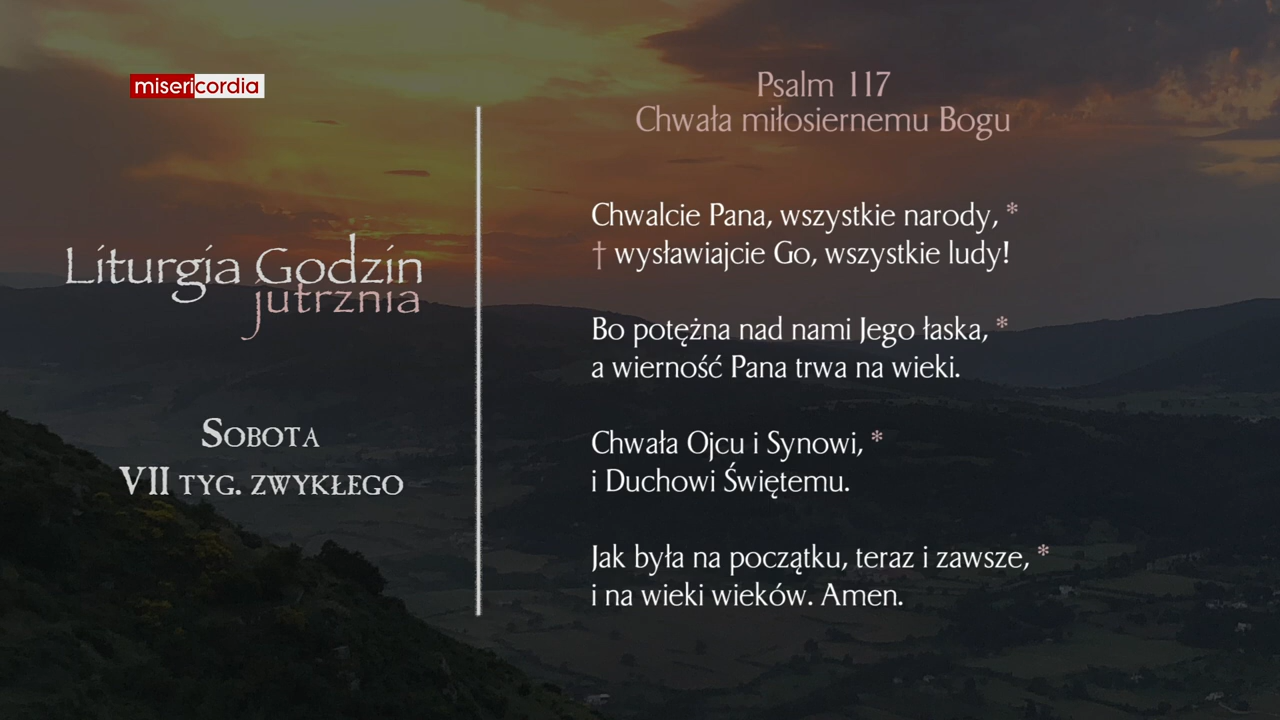 misericordia
Liturgia Godzin
jutrznia
Sobota
VII tyg. zwykłego
Psalm 117
Chwała miłosiernemu Bogu
Chwalcie Pana, wszystkie narody, *
† wysławiajcie Go, wszystkie ludy!
Bo potężna nad nami Jego łaska, *
a wierność Pana trwa na wieki.
Chwała Ojcu i Synowi, *
i Duchowi Świętemu.
Jak była na początku, teraz i zawsze, *
i na wieki wieków. Amen.